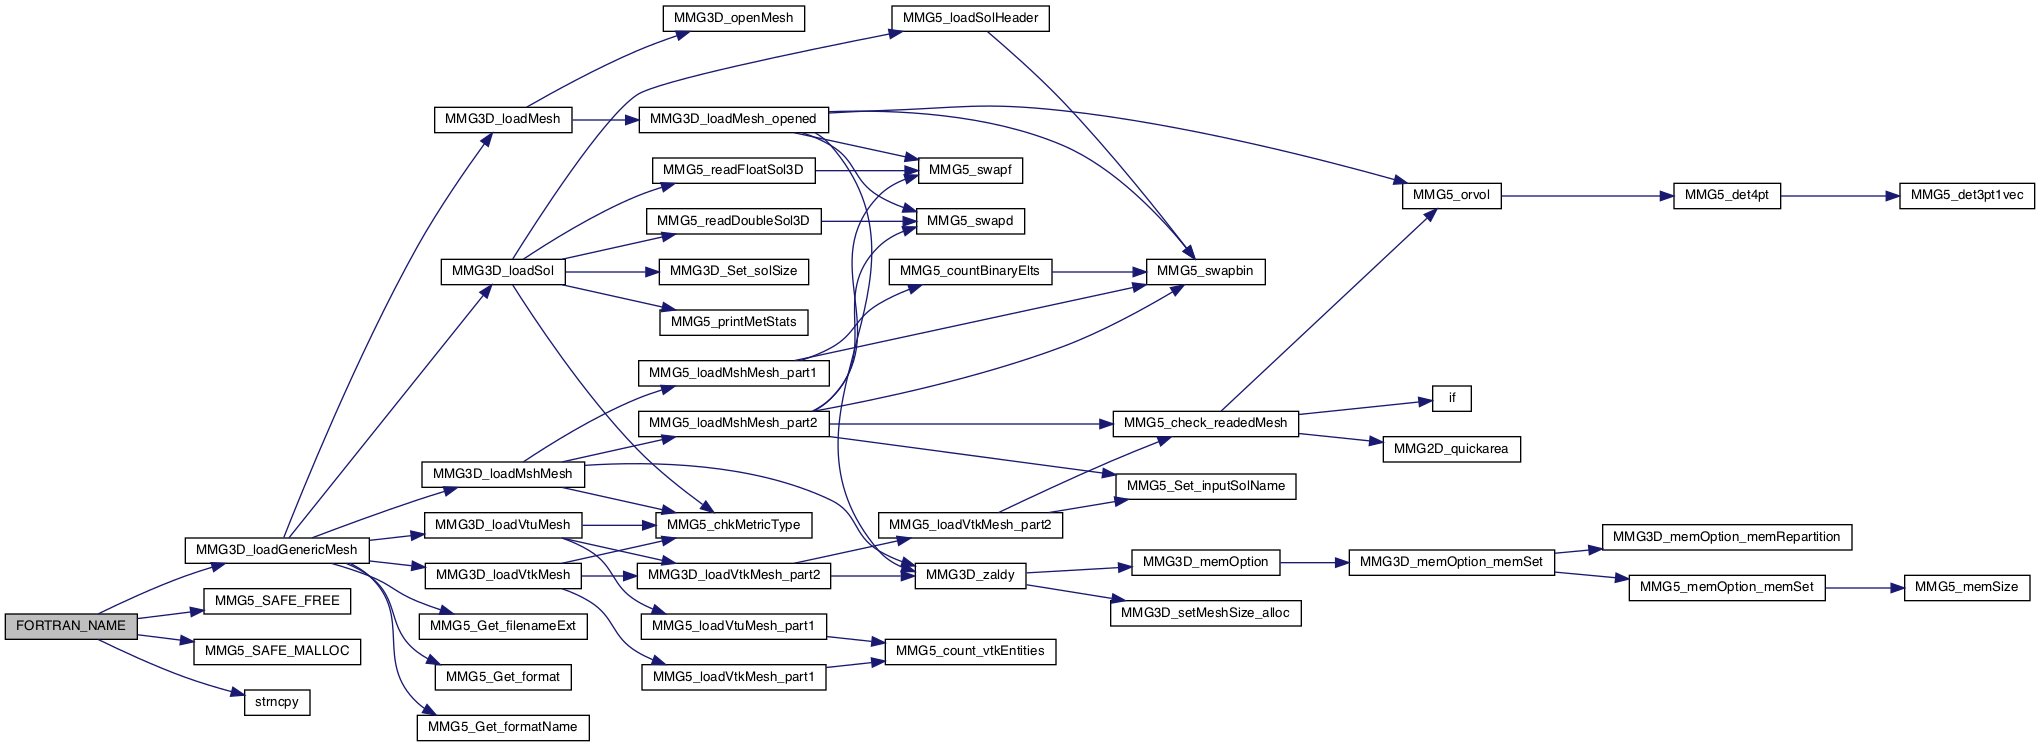 MMG3D_openMesh
MMG5_loadSolHeader
MMG3D_loadMesh
MMG3D_loadMesh_opened
MMG5_readFloatSol3D
MMG5_swapf
MMG5_orvol
MMG5_det4pt
MMG5_det3pt1vec
MMG5_readDoubleSol3D
MMG5_swapd
MMG3D_loadSol
MMG3D_Set_solSize
MMG5_countBinaryElts
MMG5_swapbin
MMG5_printMetStats
MMG5_loadMshMesh_part1
MMG5_loadMshMesh_part2
MMG5_check_readedMesh
if
MMG2D_quickarea
MMG3D_loadMshMesh
MMG5_Set_inputSolName
MMG3D_loadVtuMesh
MMG5_chkMetricType
MMG5_loadVtkMesh_part2
MMG3D_loadGenericMesh
MMG3D_memOption_memRepartition
MMG3D_loadVtkMesh
MMG3D_loadVtkMesh_part2
MMG3D_zaldy
MMG3D_memOption
MMG3D_memOption_memSet
MMG5_memOption_memSet
MMG5_memSize
MMG5_SAFE_FREE
MMG3D_setMeshSize_alloc
FORTRAN_NAME
MMG5_Get_filenameExt
MMG5_loadVtuMesh_part1
MMG5_SAFE_MALLOC
MMG5_count_vtkEntities
MMG5_Get_format
MMG5_loadVtkMesh_part1
strncpy
MMG5_Get_formatName